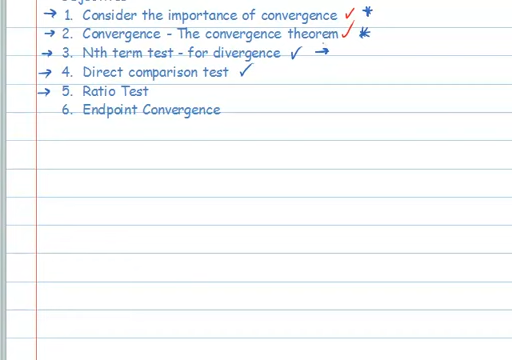 → 1. Consider the importance of convergence ✓ *
→ 2. Convergence - The convergence theorem ✓ *
→ 3. Nth term test - for divergence ✓ →
→ 4. Direct comparison test ✓
→ 5. Ratio Test
6. Endpoint Convergence